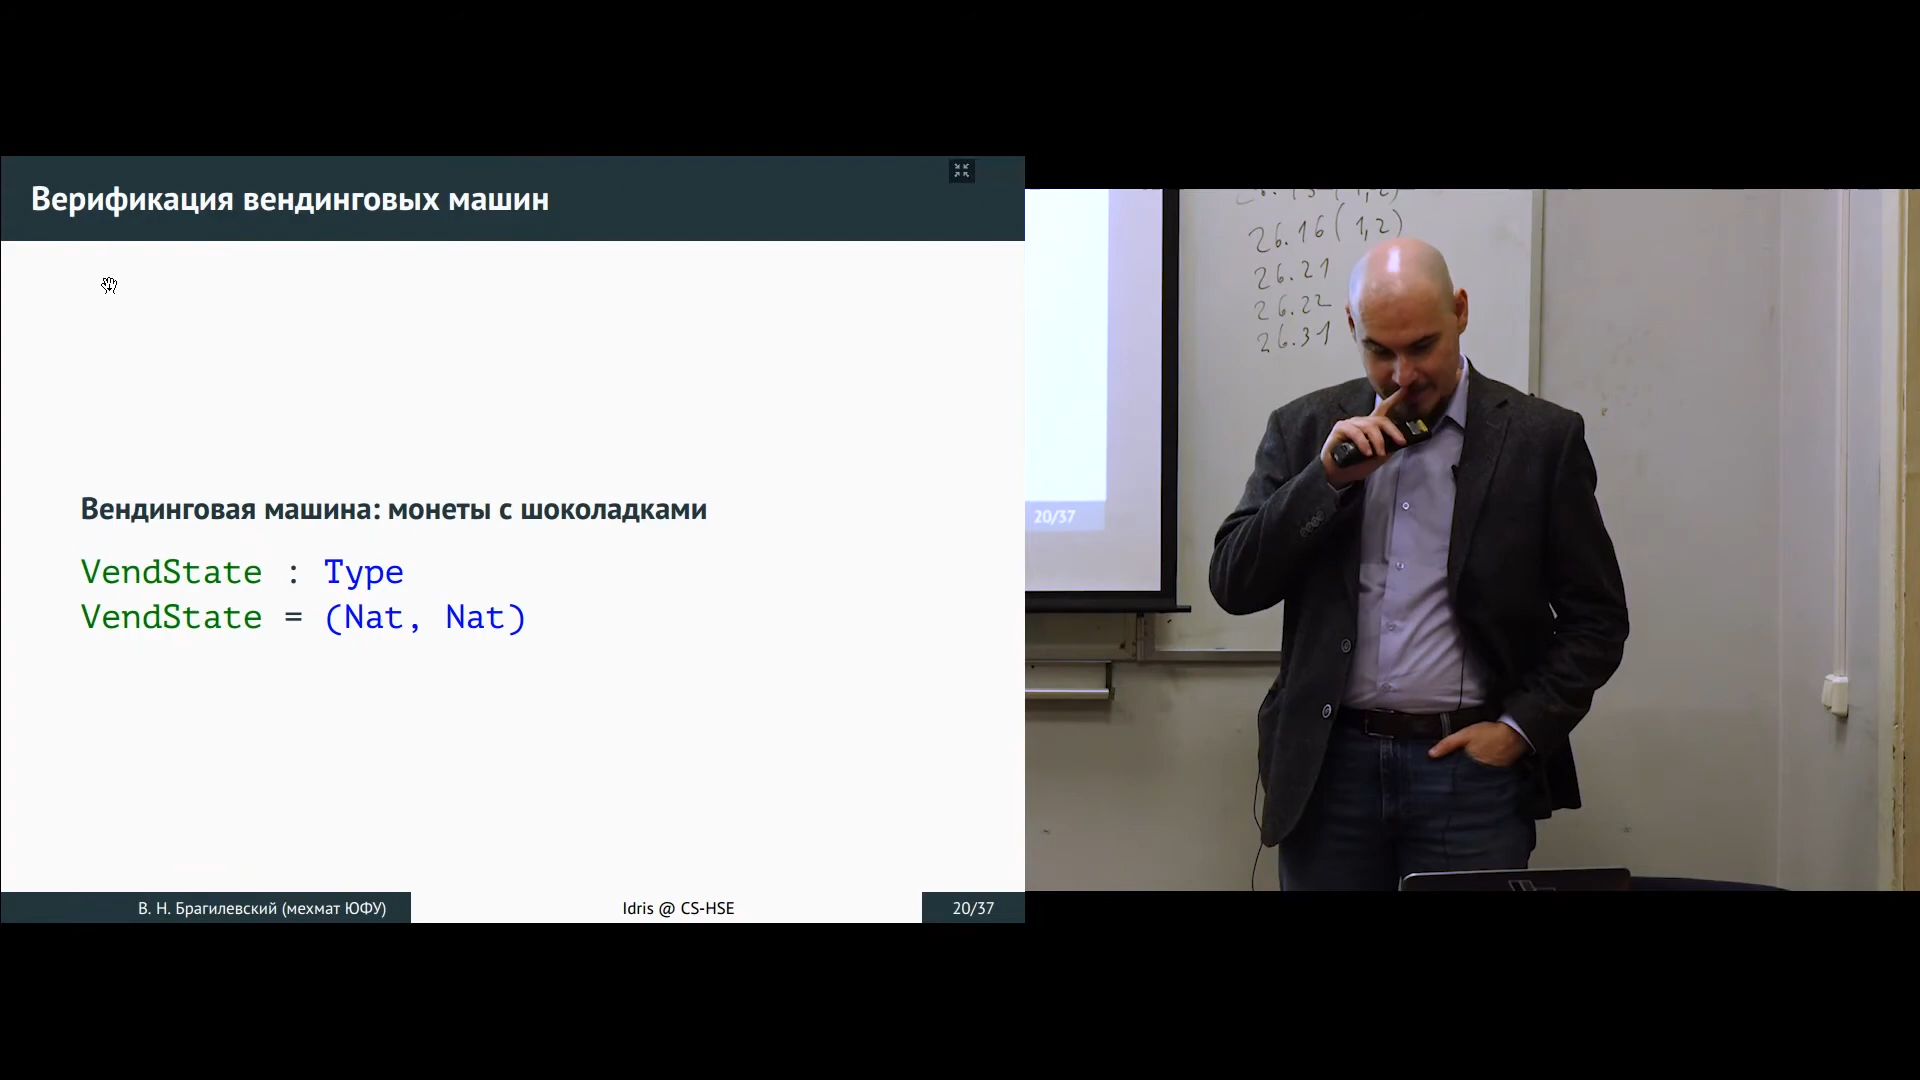 Верификация вендинговых машин
Вендинговая машина: монеты с шоколадками
VendState : Type
VendState = (Nat, Nat)
В. Н. Брагилевский (мехмат ЮФУ)
Idris @ CS-HSE
20/37
26.16 (1,2)
26.21
26.22
26.31
20/37